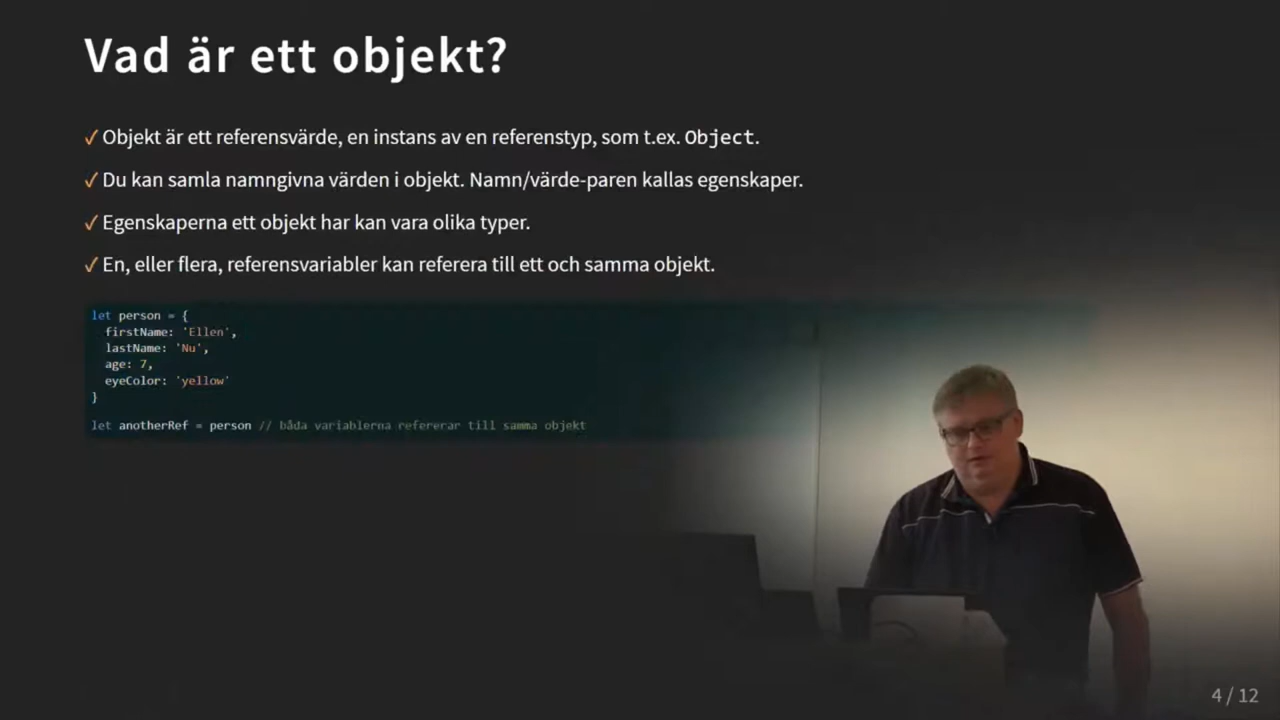 Vad är ett objekt?
✓ Objekt är ett referensvärde, en instans av en referenstyp, som t.ex. Object.
✓ Du kan samla namngivna värden i objekt. Namn/värde-paren kallas egenskaper.
✓ Egenskaperna ett objekt har kan vara olika typer.
✓ En, eller flera, referensvariabler kan referera till ett och samma objekt.
let person = {
  firstName: 'Ellen',
  lastName: 'Nu',
  age: 7,
  eyeColor: 'yellow'
}
let anotherRef = person // båda variablerna refererar till samma objekt
4 / 12